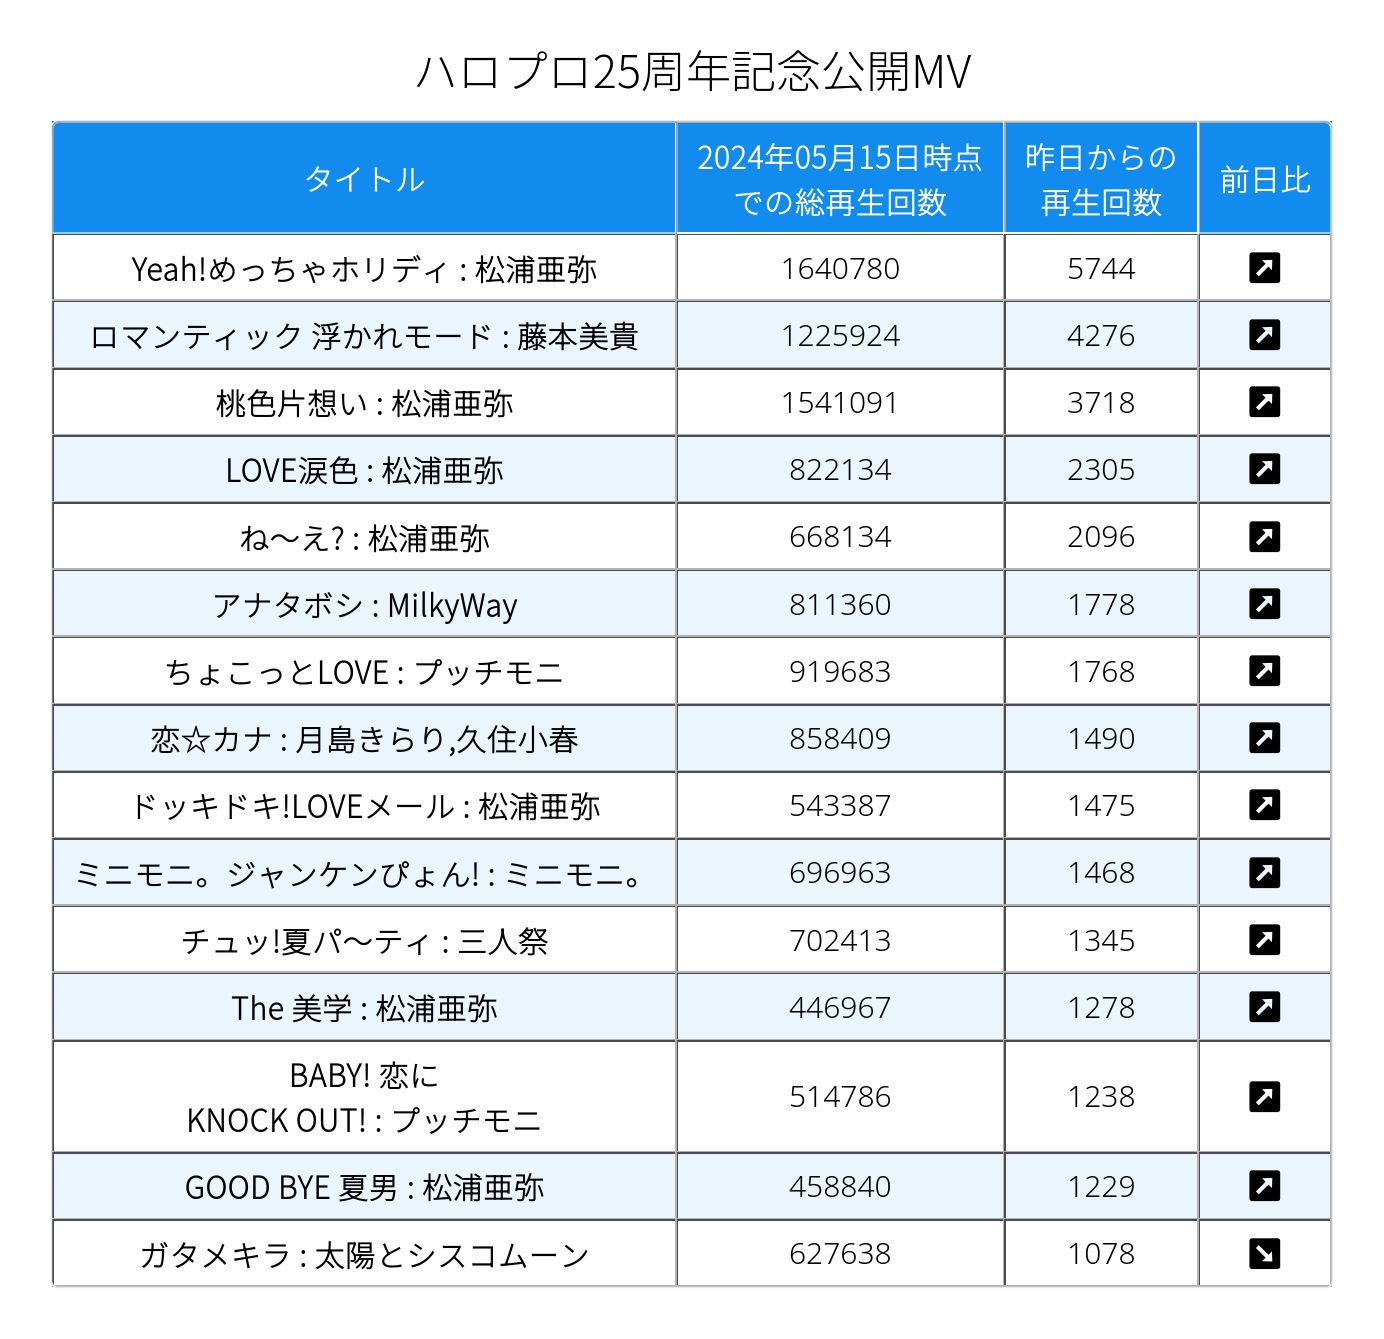 ハロプロ25周年記念公開MV
タイトル 2024年05月15日時点 での総再生回数 昨日からの 再生回数 前日比
Yeah!めっちゃホリディ : 松浦亜弥 1640780 5744
ロマンティック 浮かれモード : 藤本美貴 1225924 4276
桃色片想い : 松浦亜弥 1541091 3718
LOVE涙色 : 松浦亜弥 822134 2305
ね〜え? : 松浦亜弥 668134 2096
アナタボシ : MilkyWay 811360 1778
ちょこっとLOVE : プッチモニ 919683 1768
恋☆カナ : 月島きらり,久住小春 858409 1490
ドッキドキ!LOVEメール : 松浦亜弥 543387 1475
ミニモニ。ジャンケンぴょん! : ミニモニ。 696963 1468
チュッ!夏パ〜ティ : 三人祭 702413 1345
The 美学 : 松浦亜弥 446967 1278
BABY! 恋に
KNOCK OUT! : プッチモニ 514786 1238
GOOD BYE 夏男 : 松浦亜弥 458840 1229
ガタメキラ : 太陽とシスコムーン 627638 1078